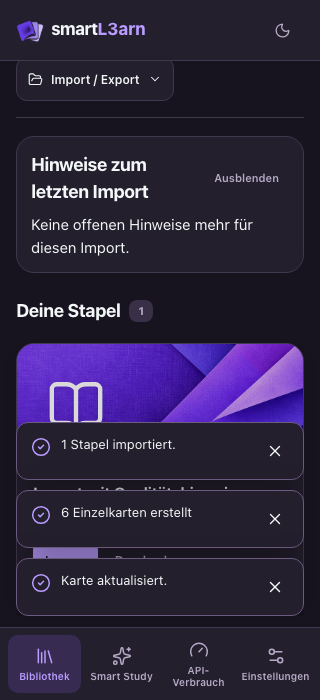 smartL3arn
Import / Export
Hinweise zum
letzten Import
Ausblenden
Keine offenen Hinweise mehr für
diesen Import.
Deine Stapel 1
1 Stapel importiert.
6 Einzelkarten erstellt
Karte aktualisiert.
Bibliothek
Smart Study
API-
Verbrauch
Einstellungen